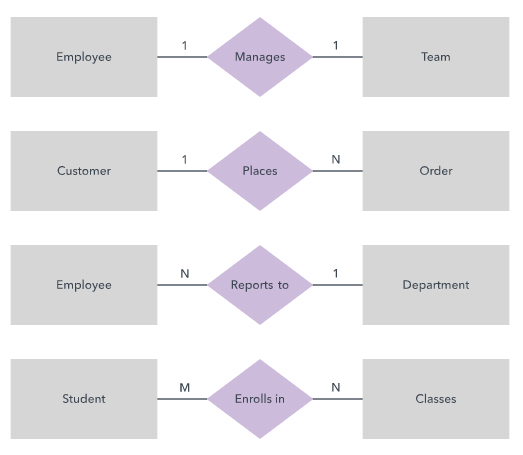 Employee 1 Manages 1 Team
Customer 1 Places N Order
Employee N Reports to 1 Department
Student M Enrolls in N Classes